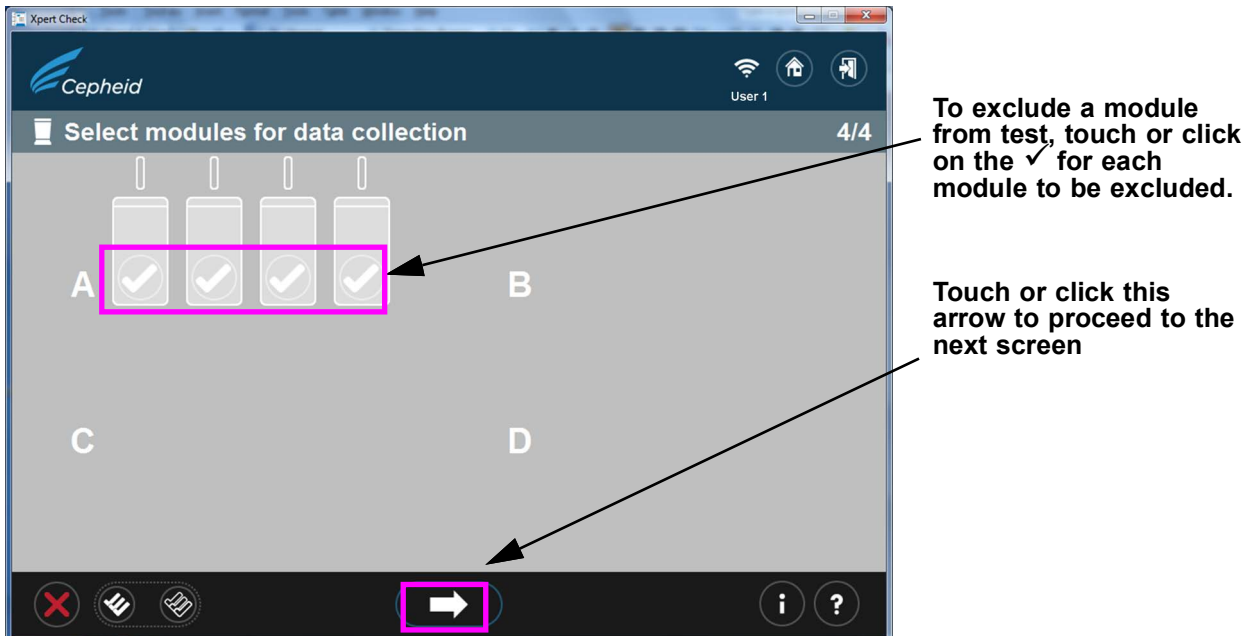 Xpert Check
Cepheid
User 1
Select modules for data collection
4/4
To exclude a module
from test, touch or click
on the ✓ for each
module to be excluded.
A
B
Touch or click this
arrow to proceed to the
next screen
C
D
i
?